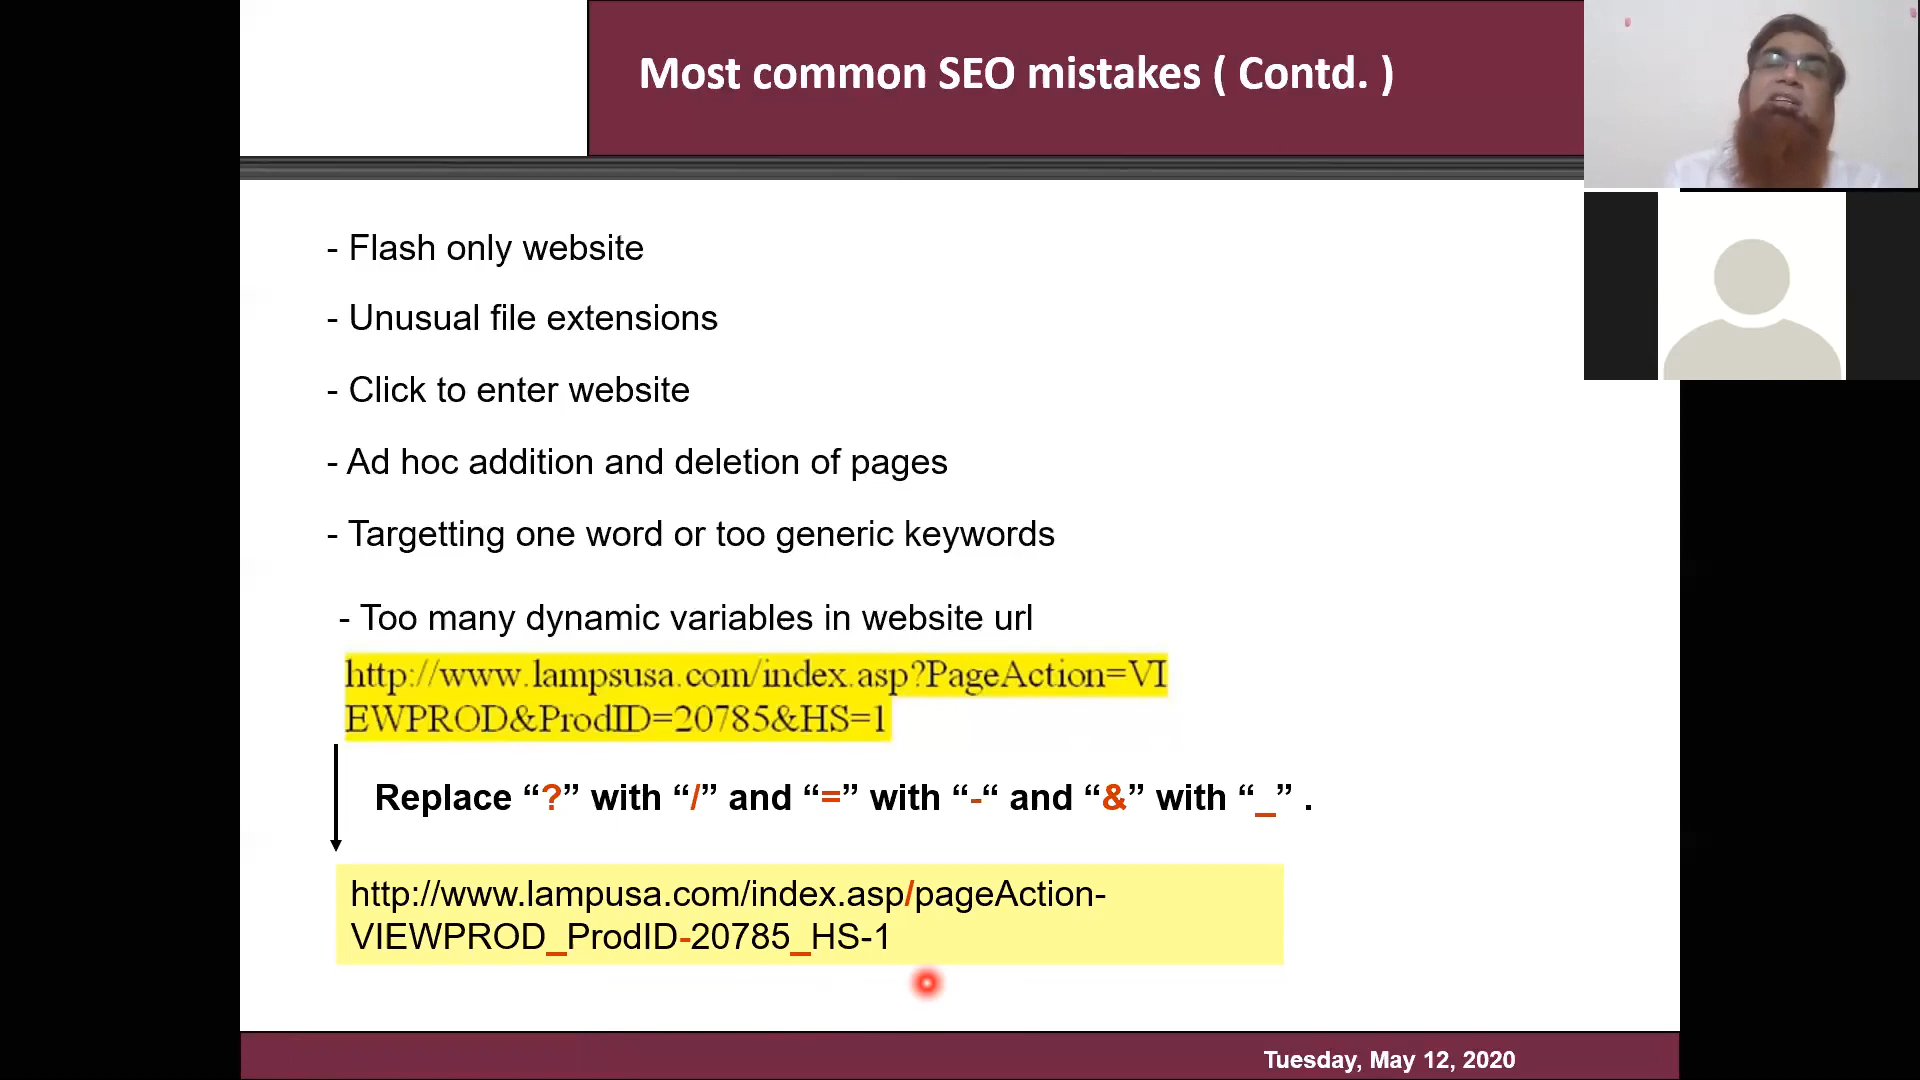 Most common SEO mistakes ( Contd. )
- Flash only website
- Unusual file extensions
- Click to enter website
- Ad hoc addition and deletion of pages
- Targetting one word or too generic keywords
- Too many dynamic variables in website url
http://www.lampsusa.com/index.asp?PageAction=VI
EWPROD&ProdID=20785&HS=1
Replace “?” with “/” and “=” with “-“ and “&” with “_” .
http://www.lampusa.com/index.asp/pageAction-
VIEWPROD_ProdID-20785_HS-1
Tuesday, May 12, 2020